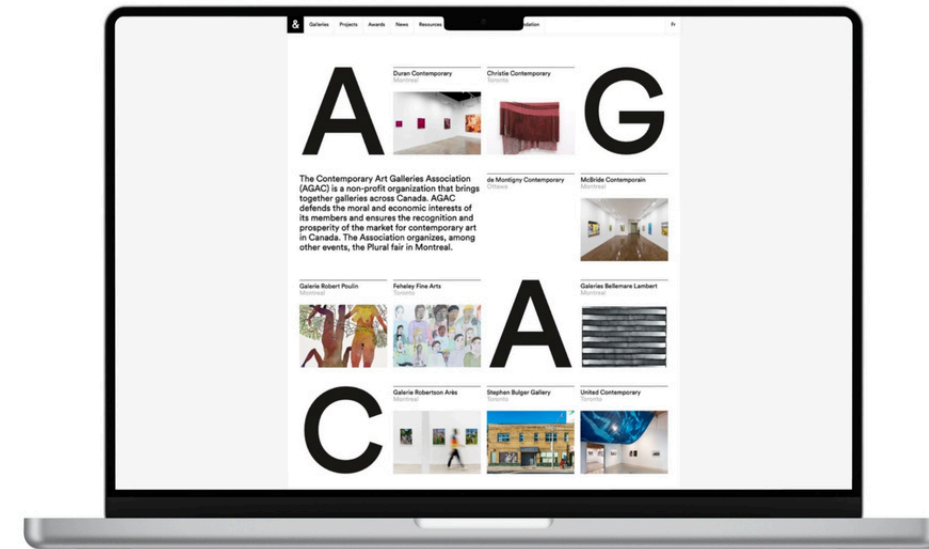 & Galleries Projects Awards News Resources Fr
A
Duran Contemporary
Montreal
Christie Contemporary
Toronto
G
The Contemporary Art Galleries Association
(AGAC) is a non-profit organization that brings
together galleries across Canada. AGAC
defends the moral and economic interests of
its members and ensures the recognition and
prosperity of the market for contemporary art
in Canada. The Association organizes, among
other events, the Plural fair in Montreal.
de Montigny Contemporary
Ottawa
McBride Contemporain
Montreal
Galerie Robert Poulin
Montreal
Feheley Fine Arts
Toronto
A
Galeries Bellemare Lambert
Montreal
C
Galerie Robertson Arès
Montreal
Stephen Bulger Gallery
Toronto
United Contemporary
Toronto